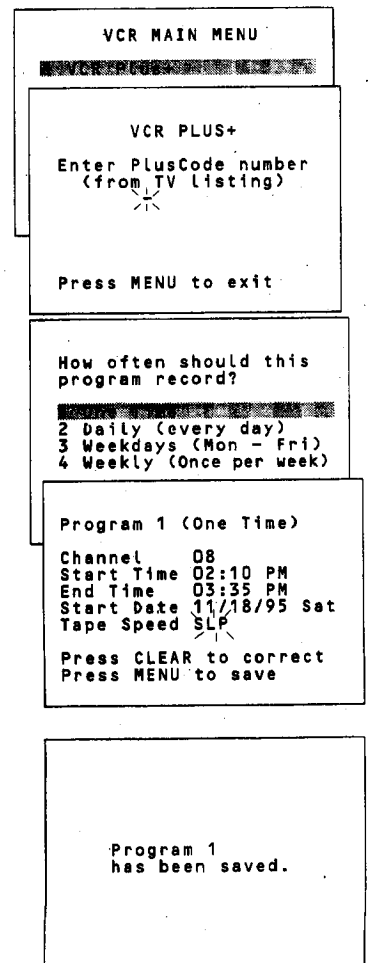 VCR MAIN MENU
VCR PLUS+
VCR PLUS+
Enter PlusCode number
(from TV listing)
-
Press MENU to exit
How often should this
program record?
2 Daily (every day)
3 Weekdays (Mon - Fri)
4 Weekly (Once per week)
Program 1 (One Time)
Channel 08
Start Time 02:10 PM
End Time 03:35 PM
Start Date 11/18/95 Sat
Tape Speed SLP
Press CLEAR to correct
Press MENU to save
Program 1
has been saved.